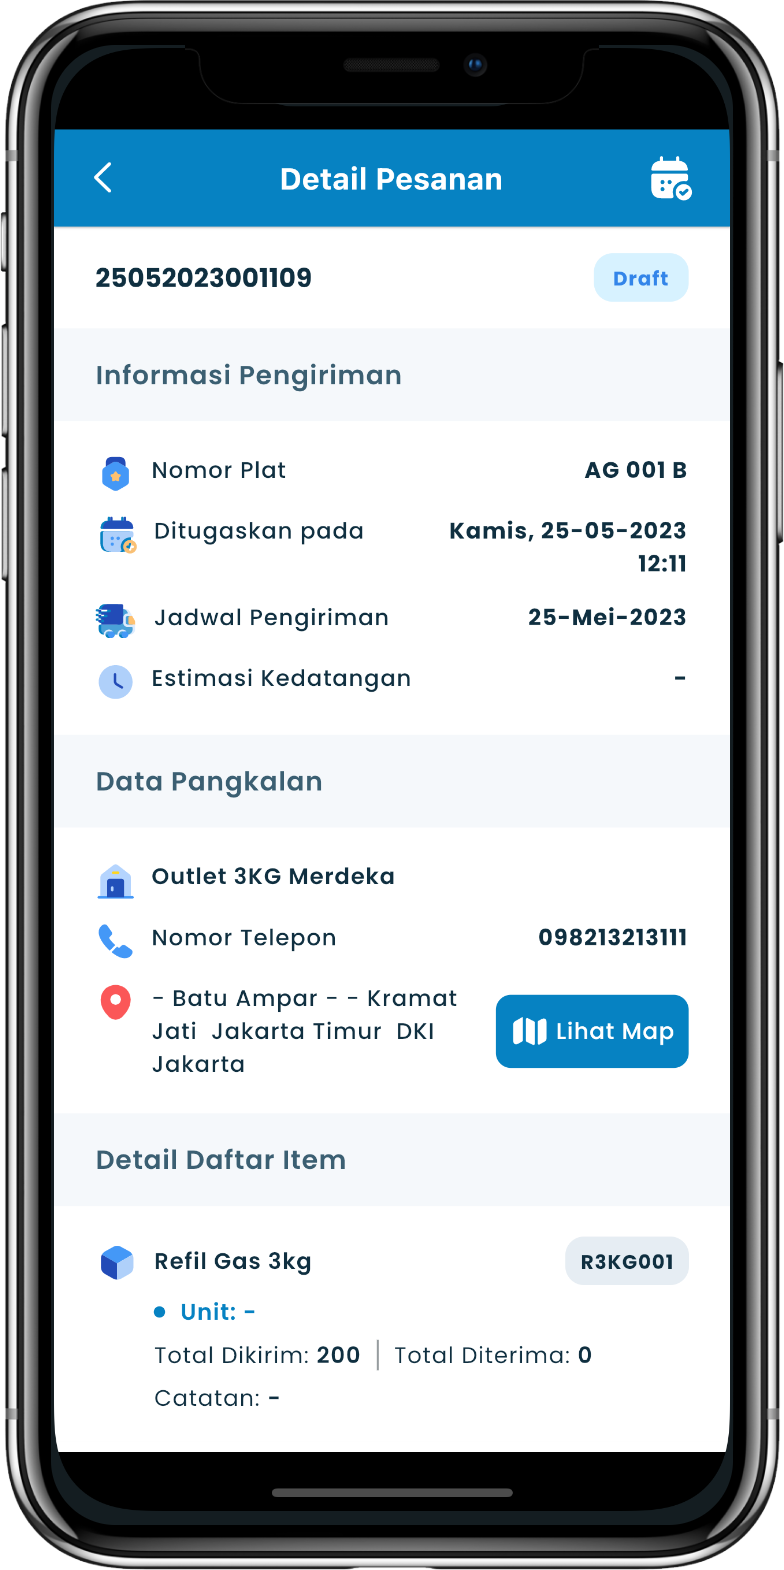 Detail Pesanan
25052023001109 Draft
Informasi Pengiriman
Nomor Plat AG 001 B
Ditugaskan pada Kamis, 25-05-2023
12:11
Jadwal Pengiriman 25-Mei-2023
Estimasi Kedatangan -
Data Pangkalan
Outlet 3KG Merdeka
Nomor Telepon 098213213111
- Batu Ampar - - Kramat
Jati Jakarta Timur DKI
Jakarta
Lihat Map
Detail Daftar Item
Refil Gas 3kg R3KG001
• Unit: -
Total Dikirim: 200 | Total Diterima: 0
Catatan: -